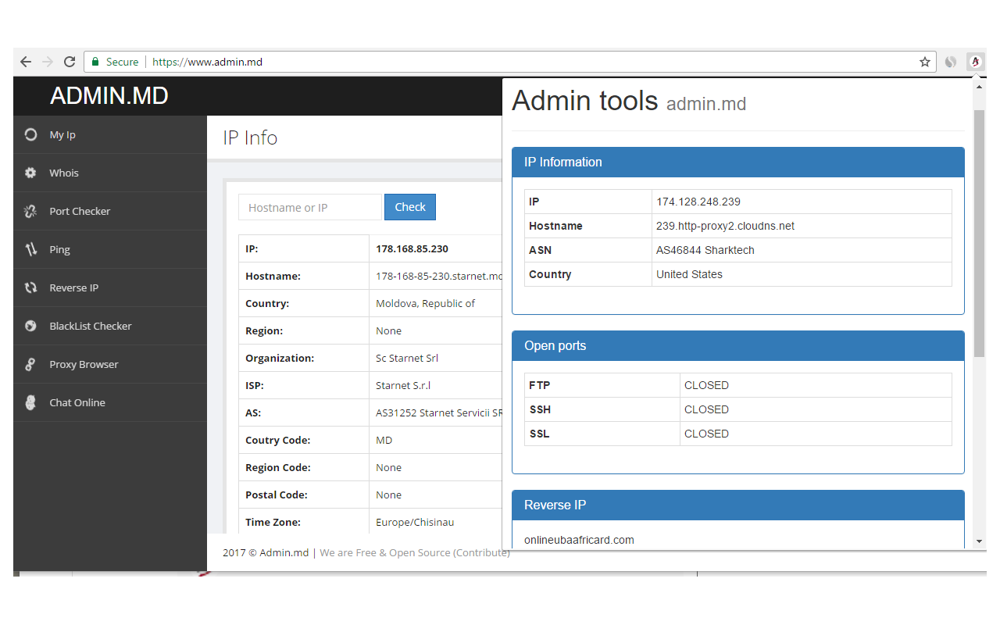 Secure https://www.admin.md
ADMIN.MD
My Ip
Whois
Port Checker
Ping
Reverse IP
BlackList Checker
Proxy Browser
Chat Online
IP Info
Hostname or IP Check
IP: 178.168.85.230
Hostname: 178-168-85-230.starnet.md
Country: Moldova, Republic of
Region: None
Organization: Sc Starnet Srl
ISP: Starnet S.r.l
AS: AS31252 Starnet Servicii SR
Coutry Code: MD
Region Code: None
Postal Code: None
Time Zone: Europe/Chisinau
2017 © Admin.md | We are Free & Open Source (Contribute)
Admin tools admin.md
IP Information
IP 174.128.248.239
Hostname 239.http-proxy2.cloudns.net
ASN AS46844 Sharktech
Country United States
Open ports
FTP CLOSED
SSH CLOSED
SSL CLOSED
Reverse IP
onlineubaafricard.com